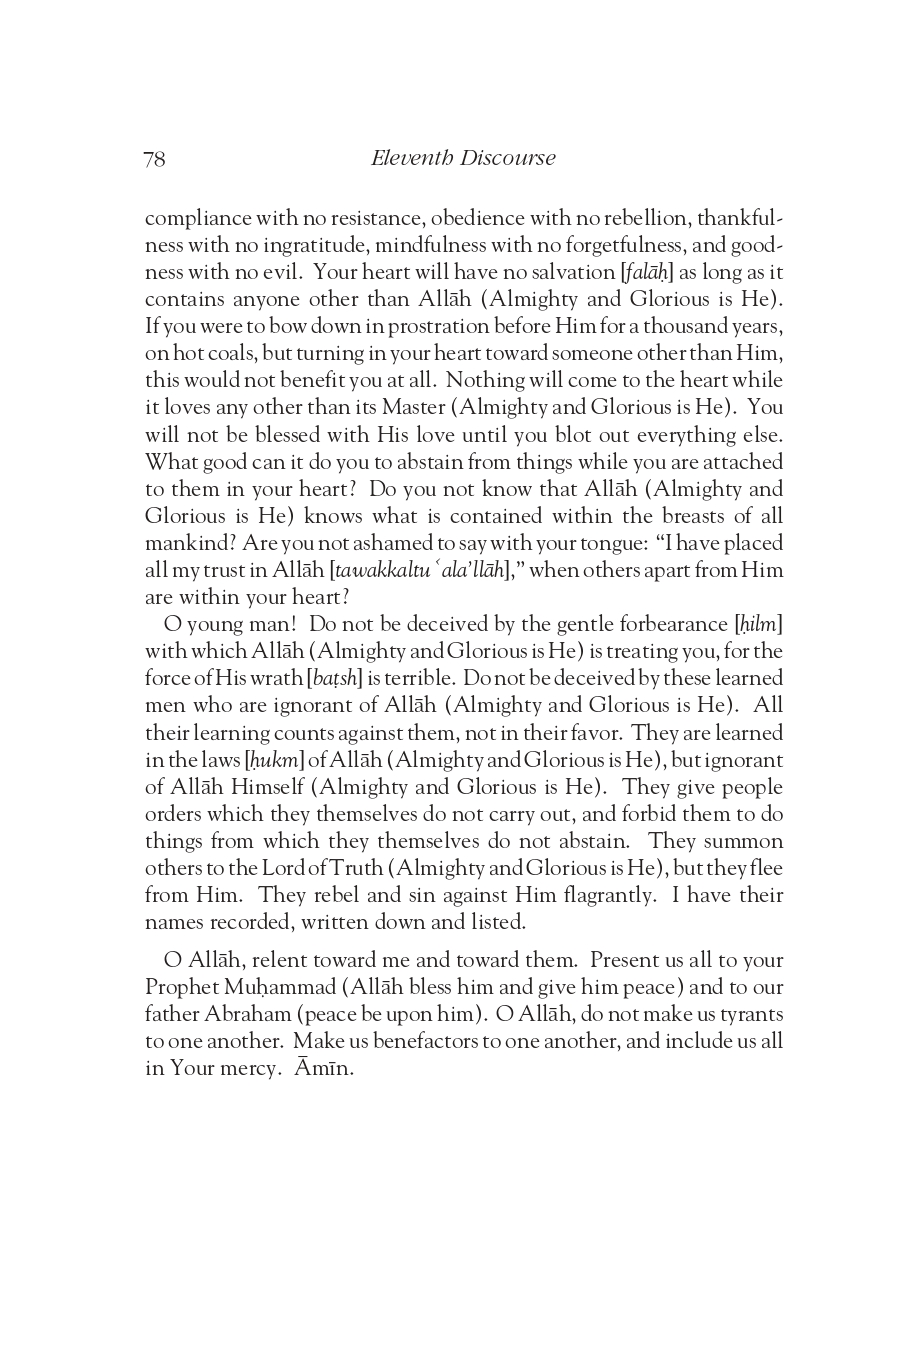 78
Eleventh Discourse
compliance with no resistance, obedience with no rebellion, thankful-
ness with no ingratitude, mindfulness with no forgetfulness, and good-
ness with no evil. Your heart will have no salvation [falāḥ] as long as it
contains anyone other than Allāh (Almighty and Glorious is He).
If you were to bow down in prostration before Him for a thousand years,
on hot coals, but turning in your heart toward someone other than Him,
this would not benefit you at all. Nothing will come to the heart while
it loves any other than its Master (Almighty and Glorious is He). You
will not be blessed with His love until you blot out everything else.
What good can it do you to abstain from things while you are attached
to them in your heart? Do you not know that Allāh (Almighty and
Glorious is He) knows what is contained within the breasts of all
mankind? Are you not ashamed to say with your tongue: “I have placed
all my trust in Allāh [tawakkaltu ʿala’llāh],” when others apart from Him
are within your heart?
O young man! Do not be deceived by the gentle forbearance [ḥilm]
with which Allāh (Almighty and Glorious is He) is treating you, for the
force of His wrath [baṭsh] is terrible. Do not be deceived by these learned
men who are ignorant of Allāh (Almighty and Glorious is He). All
their learning counts against them, not in their favor. They are learned
in the laws [ḥukm] of Allāh (Almighty and Glorious is He), but ignorant
of Allāh Himself (Almighty and Glorious is He). They give people
orders which they themselves do not carry out, and forbid them to do
things from which they themselves do not abstain. They summon
others to the Lord of Truth (Almighty and Glorious is He), but they flee
from Him. They rebel and sin against Him flagrantly. I have their
names recorded, written down and listed.
O Allāh, relent toward me and toward them. Present us all to your
Prophet Muḥammad (Allāh bless him and give him peace) and to our
father Abraham (peace be upon him). O Allāh, do not make us tyrants
to one another. Make us benefactors to one another, and include us all
in Your mercy. Āmīn.